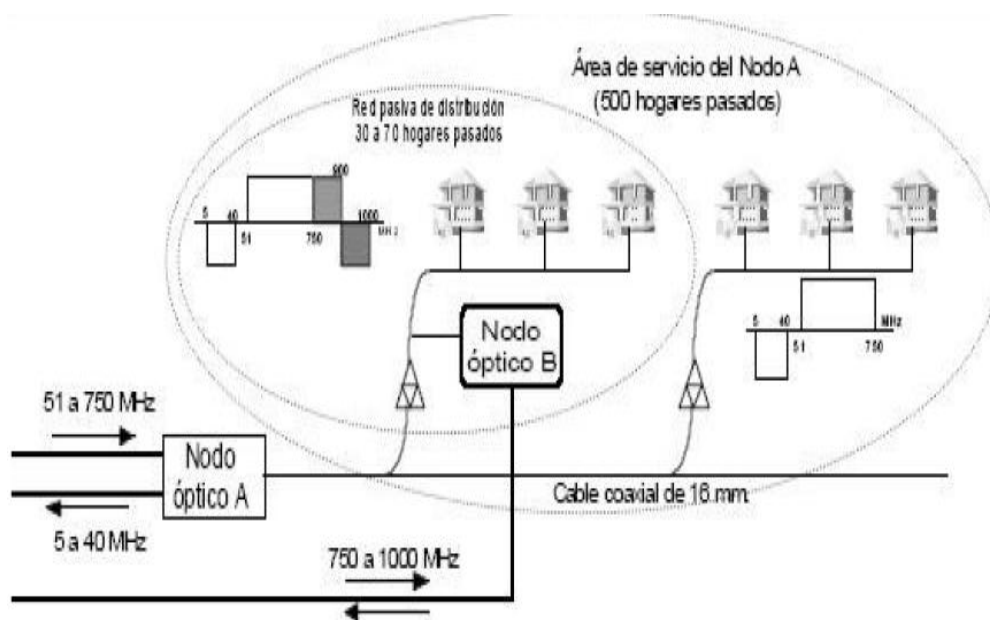 Área de servicio del Nodo A
(500 hogares pasados)
Red pasiva de distribución
30 a 70 hogares pasados
900
5 40 1000
51 750 MHz
5 40 MHz
51 750
Nodo
óptico B
51 a 750 MHz
Nodo
óptico A
Cable coaxial de 16 mm.
5 a 40 MHz
750 a 1000 MHz